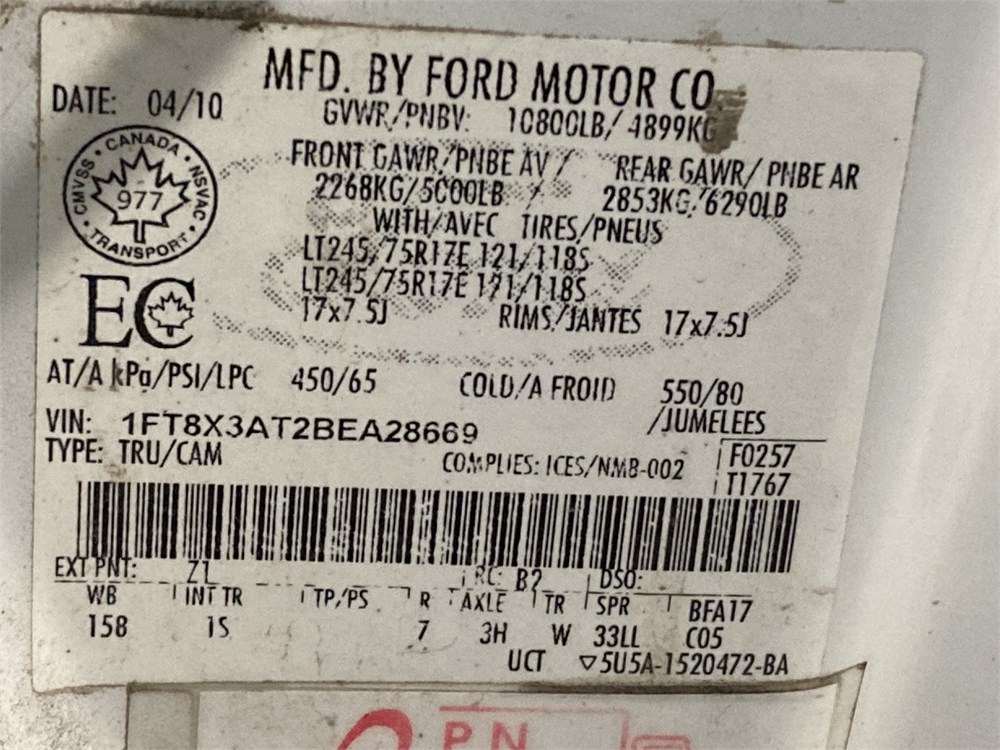 MFD. BY FORD MOTOR CO.
DATE: 04/10
GVWR/PNBV: 10800LB/ 4899KG
CANADA
CMVSS
NSVAC
977
TRANSPORT
FRONT GAWR/PNBE AV / REAR GAWR/ PNBE AR
2268KG/5000LB / 2853KG/6290LB
WITH/AVEC TIRES/PNEUS
LT245/75R17E 121/118S
LT245/75R17E 121/118S
17x7.5J RIMS/JANTES 17x7.5J
EC
AT/A kPa/PSI/LPC 450/65 COLD/A FROID 550/80
/JUMELEES
VIN: 1FT8X3AT2BEA28669
TYPE: TRU/CAM COMPLIES: ICES/NMB-002
F0257
T1767
EXT PNT: Z1 RC: B2 DSO:
WB INT TR TP/PS R AXLE TR SPR BFA17
158 1S 7 3H W 33LL C05
UCT ▽5U5A-1520472-BA
PN